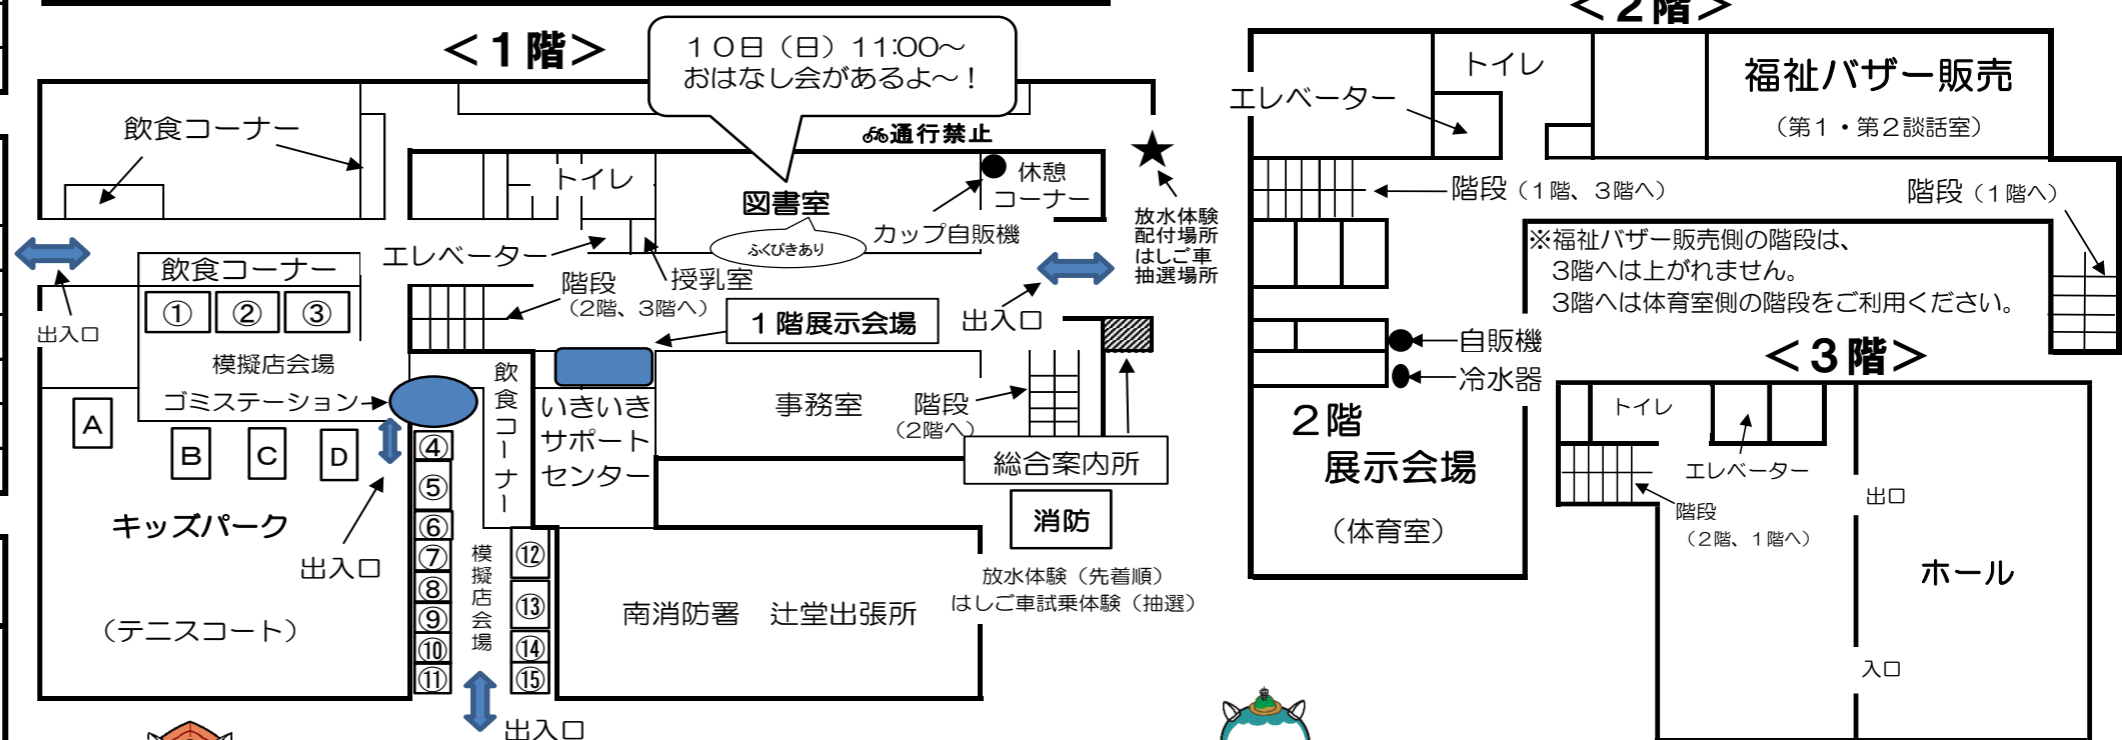 ＜１階＞
１０日（日）11:00～
おはなし会があるよ～！
飲食コーナー
通行禁止
トイレ
図書室
ふくびきあり
休憩
コーナー
カップ自販機
放水体験
配付場所
はしご車
抽選場所
エレベーター
授乳室
階段
（2階、3階へ）
１階展示会場
出入口
出入口
飲食コーナー
① ② ③
模擬店会場
ゴミステーション
A
B
C
D
キッズパーク
（テニスコート）
出入口
④
⑤
⑥
⑦
⑧
⑨
⑩
⑪
飲食コーナー
模擬店会場
⑫
⑬
⑭
⑮
出入口
いきいき
サポート
センター
事務室
階段
（2階へ）
総合案内所
消防
放水体験（先着順）
はしご車試乗体験（抽選）
南消防署　辻堂出張所
＜２階＞
エレベーター
トイレ
福祉バザー販売
（第１・第２談話室）
階段（１階、３階へ）
階段（１階へ）
※福祉バザー販売側の階段は、
3階へは上がれません。
3階へは体育室側の階段をご利用ください。
自販機
冷水器
２階
展示会場
（体育室）
＜３階＞
トイレ
エレベーター
階段
（２階、１階へ）
出口
入口
ホール